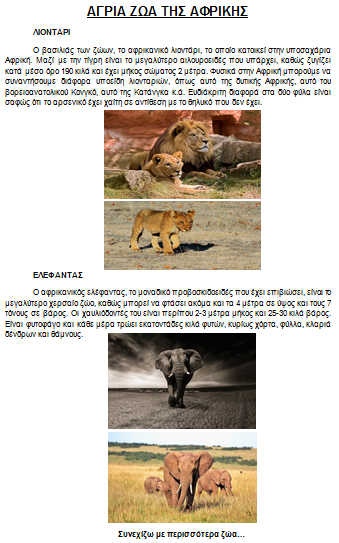 ΑΓΡΙΑ ΖΩΑ ΤΗΣ ΑΦΡΙΚΗΣ
ΛΙΟΝΤΑΡΙ
Ο βασιλιάς των ζώων, το αφρικανικό λιοντάρι, το οποίο κατοικεί στην υποσαχάρια
Αφρική. Μαζί με την τίγρη είναι το μεγαλύτερο αιλουροειδές που υπάρχει, καθώς ζυγίζει
κατά μέσο όρο 190 κιλά και έχει μήκος σώματος 2 μέτρα. Φυσικά στην Αφρική μπορούμε να
συναντήσουμε διάφορα υποείδη λιονταριών, όπως αυτό της δυτικής Αφρικής, αυτό του
βορειοανατολικού Κονγκό, αυτό της Κατάνγκα κ.ά. Ευδιάκριτη διαφορά στα δύο φύλα είναι
σαφώς ότι το αρσενικό έχει χαίτη σε αντίθεση με το θηλυκό που δεν έχει.
ΕΛΕΦΑΝΤΑΣ
Ο αφρικανικός ελέφαντας, το μοναδικό προβοσκιδοειδές που έχει επιβιώσει, είναι το
μεγαλύτερο χερσαίο ζώο, καθώς μπορεί να φτάσει ακόμα και τα 4 μέτρα σε ύψος και τους 7
τόνους σε βάρος. Οι χαυλιόδοντές του είναι περίπου 2-3 μέτρα μήκος και 25-30 κιλά βάρος.
Είναι φυτοφάγο και κάθε μέρα τρώει εκατοντάδες κιλά φυτών, κυρίως χόρτα, φύλλα, κλαριά
δένδρων και θάμνους.
Συνεχίζω με περισσότερα ζώα...